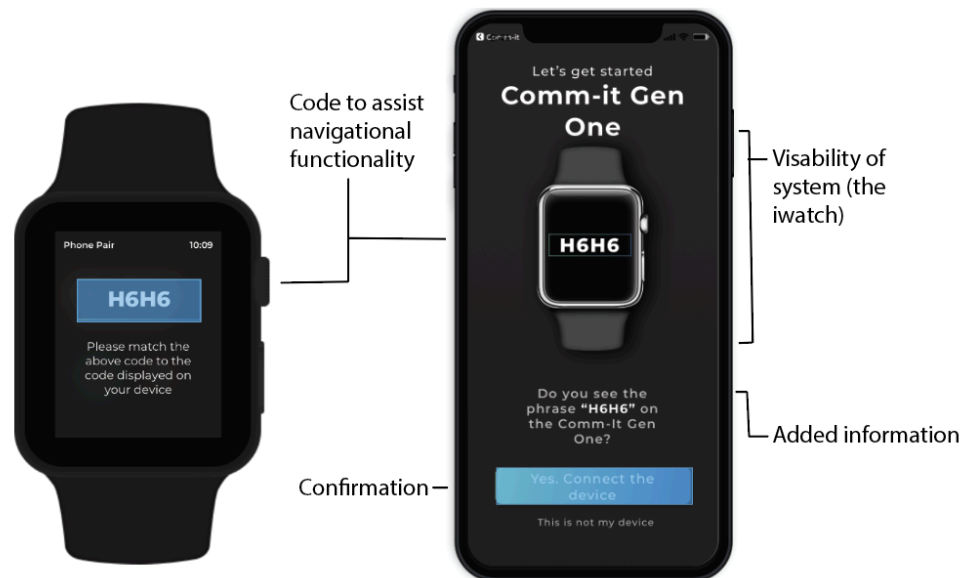 Code to assist
navigational
functionality
Phone Pair 10:09
H6H6
Please match the
above code to the
code displayed on
your device
Comm-it
Let's get started
Comm-it Gen
One
H6H6
Do you see the
phrase "H6H6" on
the Comm-It Gen
One?
Yes. Connect the
device
This is not my device
Confirmation
Visability of
system (the
iwatch)
Added information